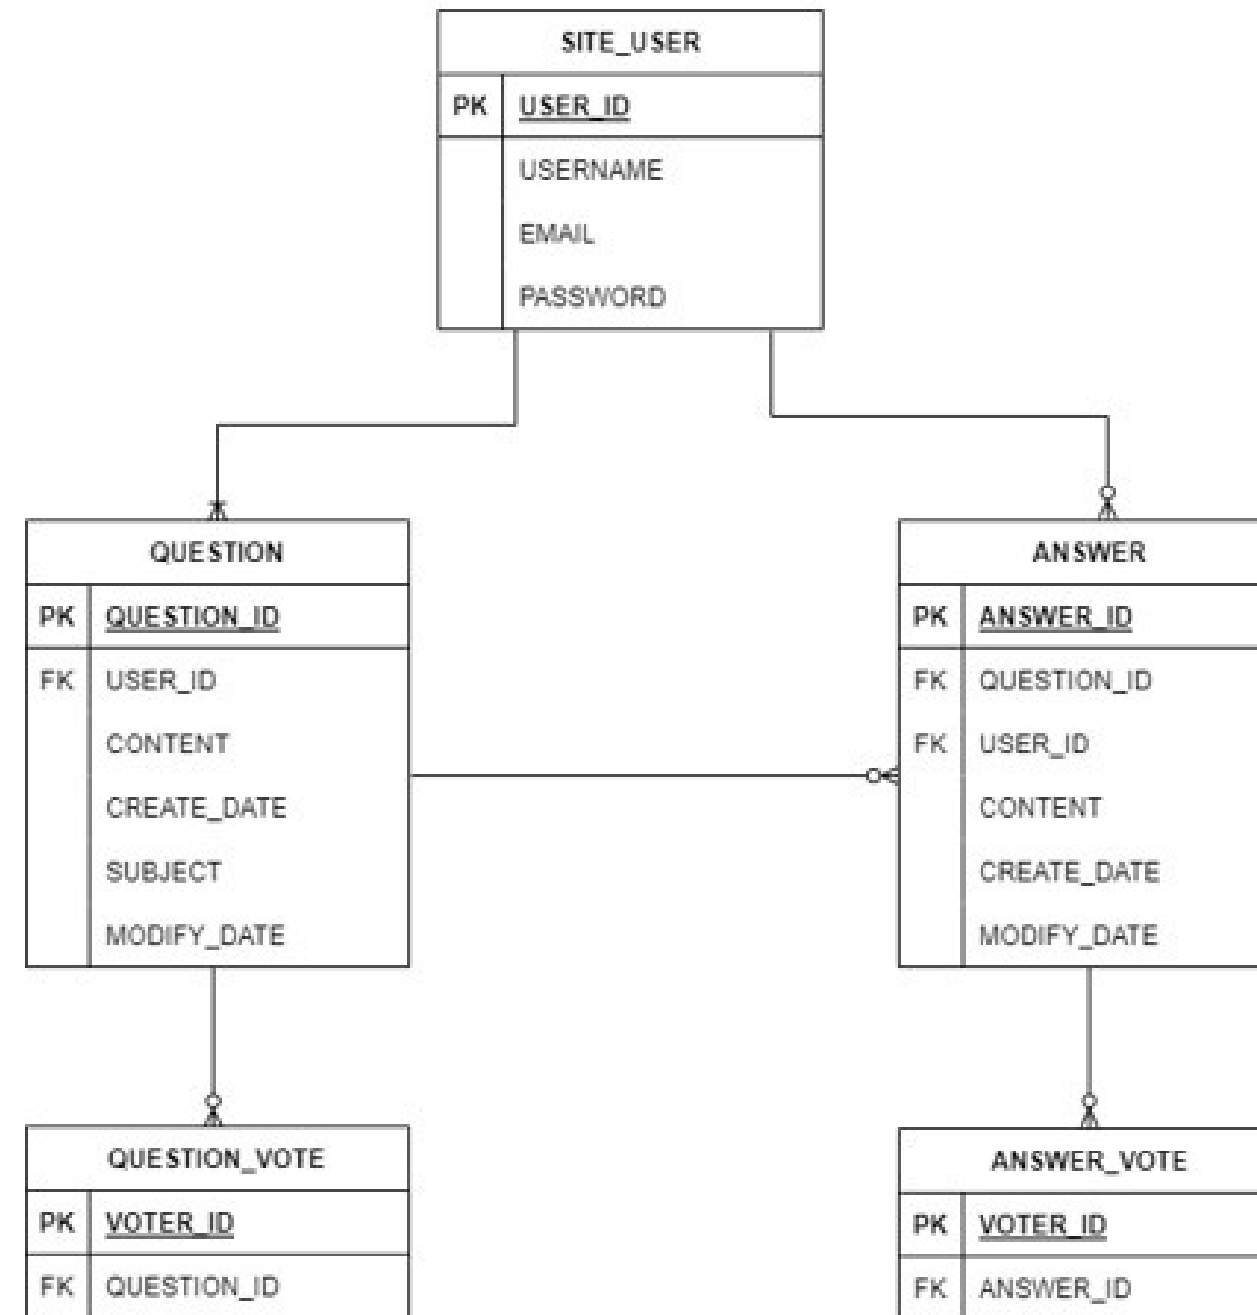 SITE_USER
PK USER_ID
USERNAME
EMAIL
PASSWORD
QUESTION
PK QUESTION_ID
FK USER_ID
CONTENT
CREATE_DATE
SUBJECT
MODIFY_DATE
ANSWER
PK ANSWER_ID
FK QUESTION_ID
FK USER_ID
CONTENT
CREATE_DATE
MODIFY_DATE
QUESTION_VOTE
PK VOTER_ID
FK QUESTION_ID
ANSWER_VOTE
PK VOTER_ID
FK ANSWER_ID